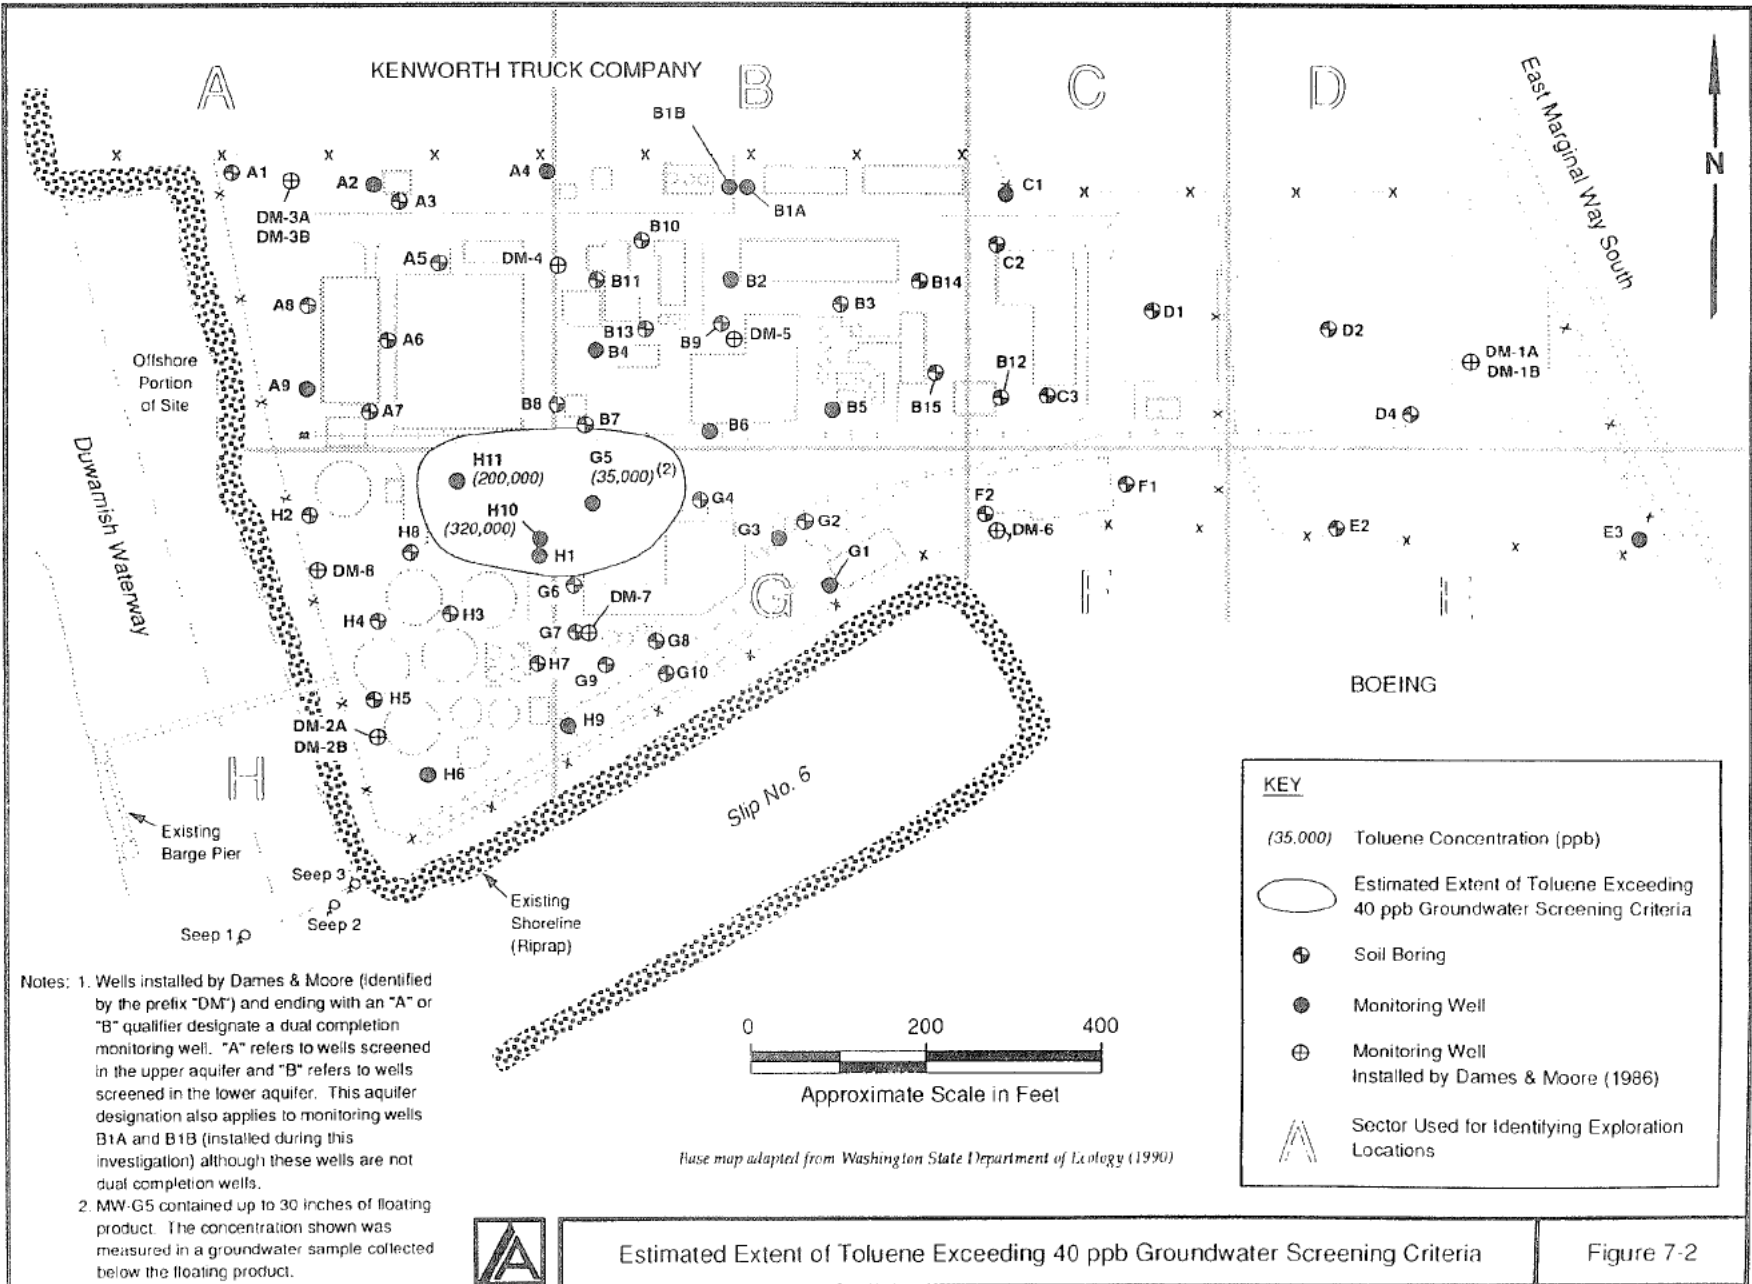 KENWORTH TRUCK COMPANY
A
B
C
D
East Marginal Way South
N
B1B
A1
DM-3A
DM-3B
A2
A3
A4
B1A
C1
B10
A5
DM-4
B11
B2
B14
C2
A8
B3
D1
A6
B13
B9
DM-5
D2
B4
DM-1A
DM-1B
Offshore
Portion
of Site
A9
A7
B8
B7
B6
B5
B15
B12
C3
D4
Duwamish Waterway
H11
(200,000)
G5
(35,000)(2)
H10
(320,000)
H1
G4
G3
G2
G1
F2
DM-6
F1
E2
E3
H2
H8
DM-8
G6
DM-7
G
H4
H3
G7
G8
H7
G9
G10
H5
H9
DM-2A
DM-2B
H
H6
BOEING
Slip No. 6
Existing
Barge Pier
Seep 3
Seep 2
Seep 1
Existing
Shoreline
(Riprap)
KEY
(35.000) Toluene Concentration (ppb)
Estimated Extent of Toluene Exceeding
40 ppb Groundwater Screening Criteria
Soil Boring
Monitoring Well
Monitoring Well
Installed by Dames & Moore (1986)
A Sector Used for Identifying Exploration
Locations
Notes: 1. Wells installed by Dames & Moore (identified
by the prefix "DM") and ending with an "A" or
"B" qualifier designate a dual completion
monitoring well. "A" refers to wells screened
in the upper aquifer and "B" refers to wells
screened in the lower aquifer. This aquifer
designation also applies to monitoring wells
B1A and B1B (installed during this
investigation) although these wells are not
dual completion wells.
2. MW-G5 contained up to 30 inches of floating
product. The concentration shown was
measured in a groundwater sample collected
below the floating product.
0 200 400
Approximate Scale in Feet
Base map adapted from Washington State Department of Ecology (1990)
Estimated Extent of Toluene Exceeding 40 ppb Groundwater Screening Criteria
Figure 7-2